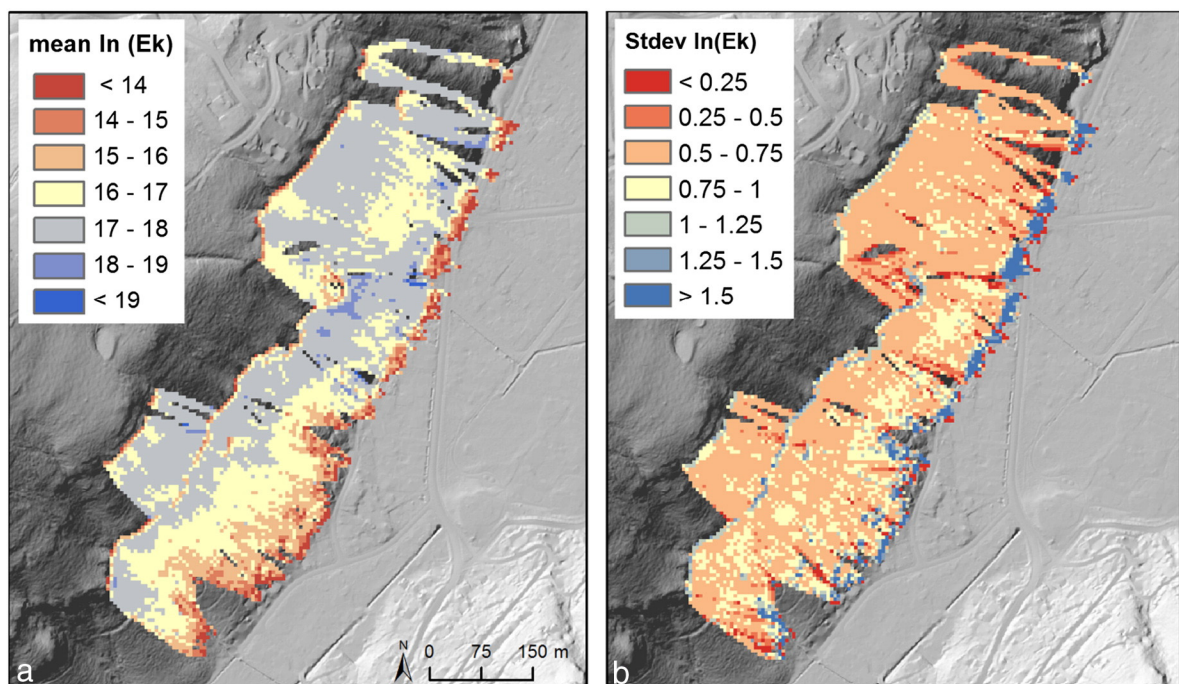 mean ln (Ek)
< 14
14 - 15
15 - 16
16 - 17
17 - 18
18 - 19
< 19
N
0 75 150 m
a
Stdev ln(Ek)
< 0.25
0.25 - 0.5
0.5 - 0.75
0.75 - 1
1 - 1.25
1.25 - 1.5
> 1.5
b